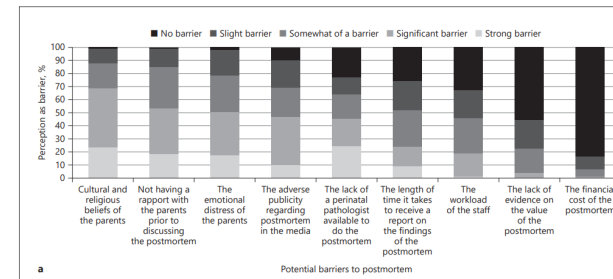 No barrier Slight barrier Somewhat of a barrier Significant barrier Strong barrier
Perception as barrier, %
100
90
80
70
60
50
40
30
20
10
0
Cultural and
religious
beliefs of
the parents
Not having a
rapport with
the parents
prior to
discussing
the postmortem
The
emotional
distress of
the parents
The adverse
publicity
regarding
postmortem
in the media
The lack of
a perinatal
pathologist
available to
do the
postmortem
The length of
time it takes
to receive a
report on
the findings
of the
postmortem
The
workload
of the staff
The lack of
evidence on
the value
of the
postmortem
The financial
cost of the
postmortem
a
Potential barriers to postmortem